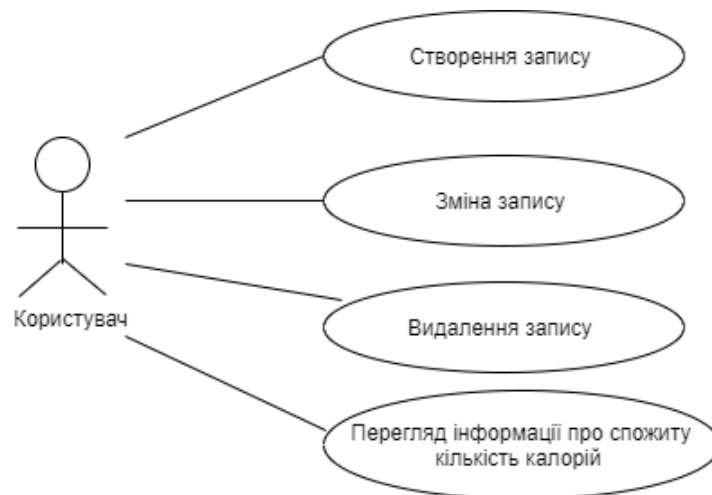 Створення запису
Зміна запису
Користувач
Видалення запису
Перегляд інформації про спожиту
кількість калорій